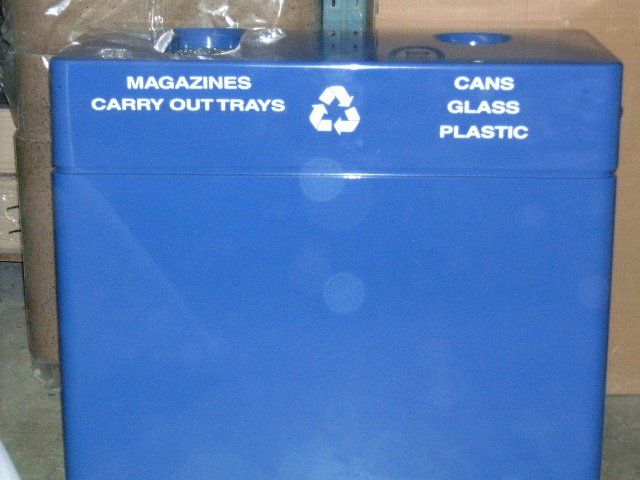 MAGAZINES
CARRY OUT TRAYS
CANS
GLASS
PLASTIC